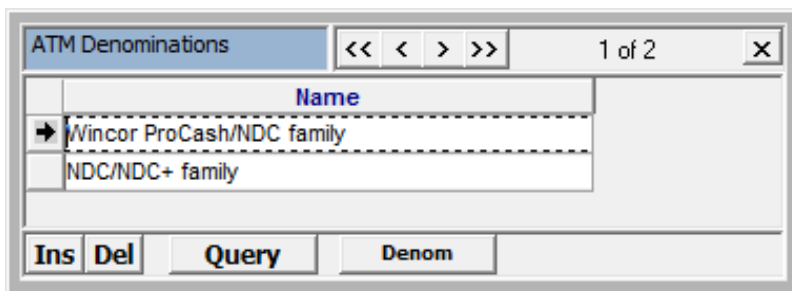 ATM Denominations << < > >> 1 of 2 X
Name
Wincor ProCash/NDC family
NDC/NDC+ family
Ins Del Query Denom